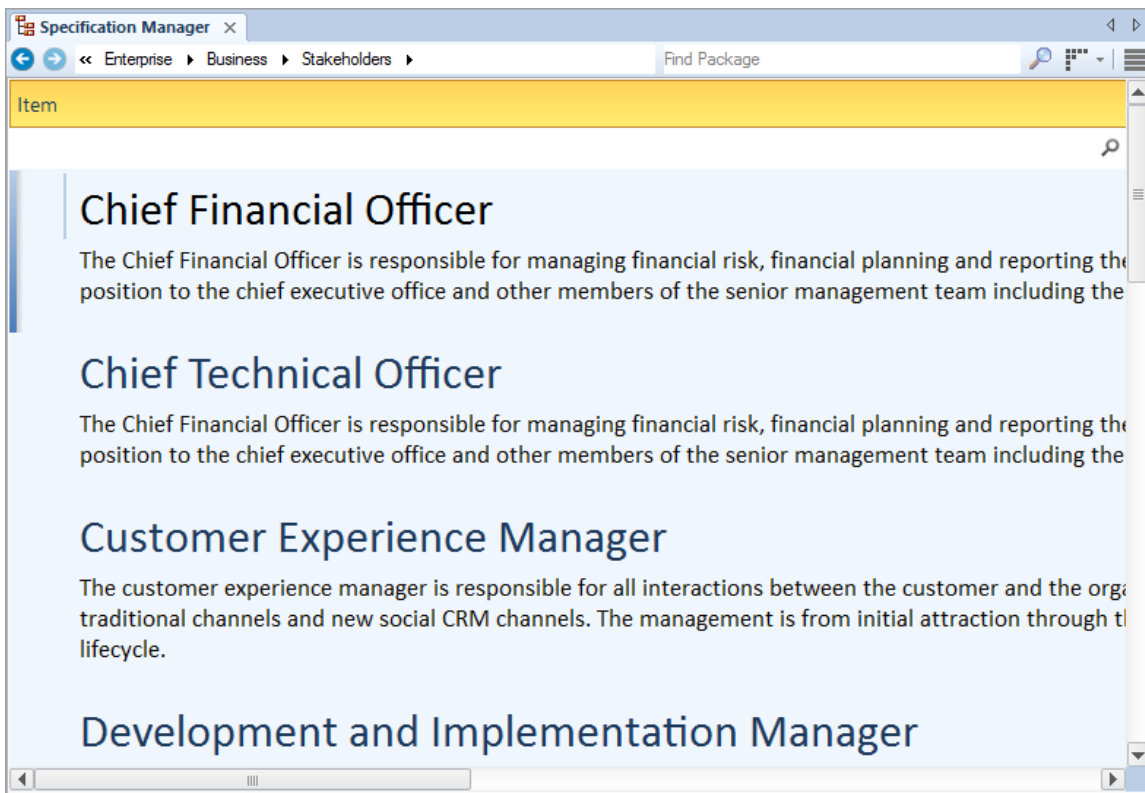 Specification Manager
« Enterprise Business Stakeholders Find Package
Item
Chief Financial Officer
The Chief Financial Officer is responsible for managing financial risk, financial planning and reporting the
position to the chief executive office and other members of the senior management team including the
Chief Technical Officer
The Chief Financial Officer is responsible for managing financial risk, financial planning and reporting the
position to the chief executive office and other members of the senior management team including the
Customer Experience Manager
The customer experience manager is responsible for all interactions between the customer and the
traditional channels and new social CRM channels. The management is from initial attraction through
lifecycle.
Development and Implementation Manager